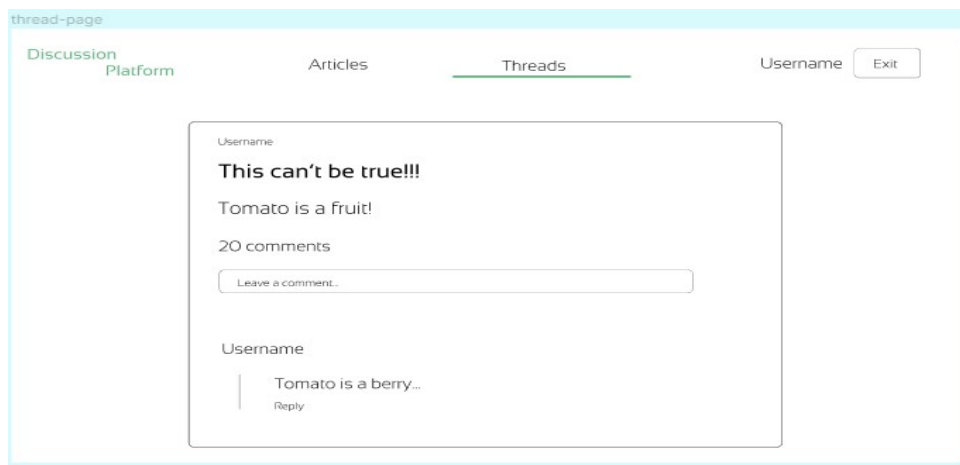 thread-page
Discussion
Platform
Articles
Threads
Username
Exit
Username
This can't be true!!!
Tomato is a fruit!
20 comments
Leave a comment..
Username
Tomato is a berry...
Reply